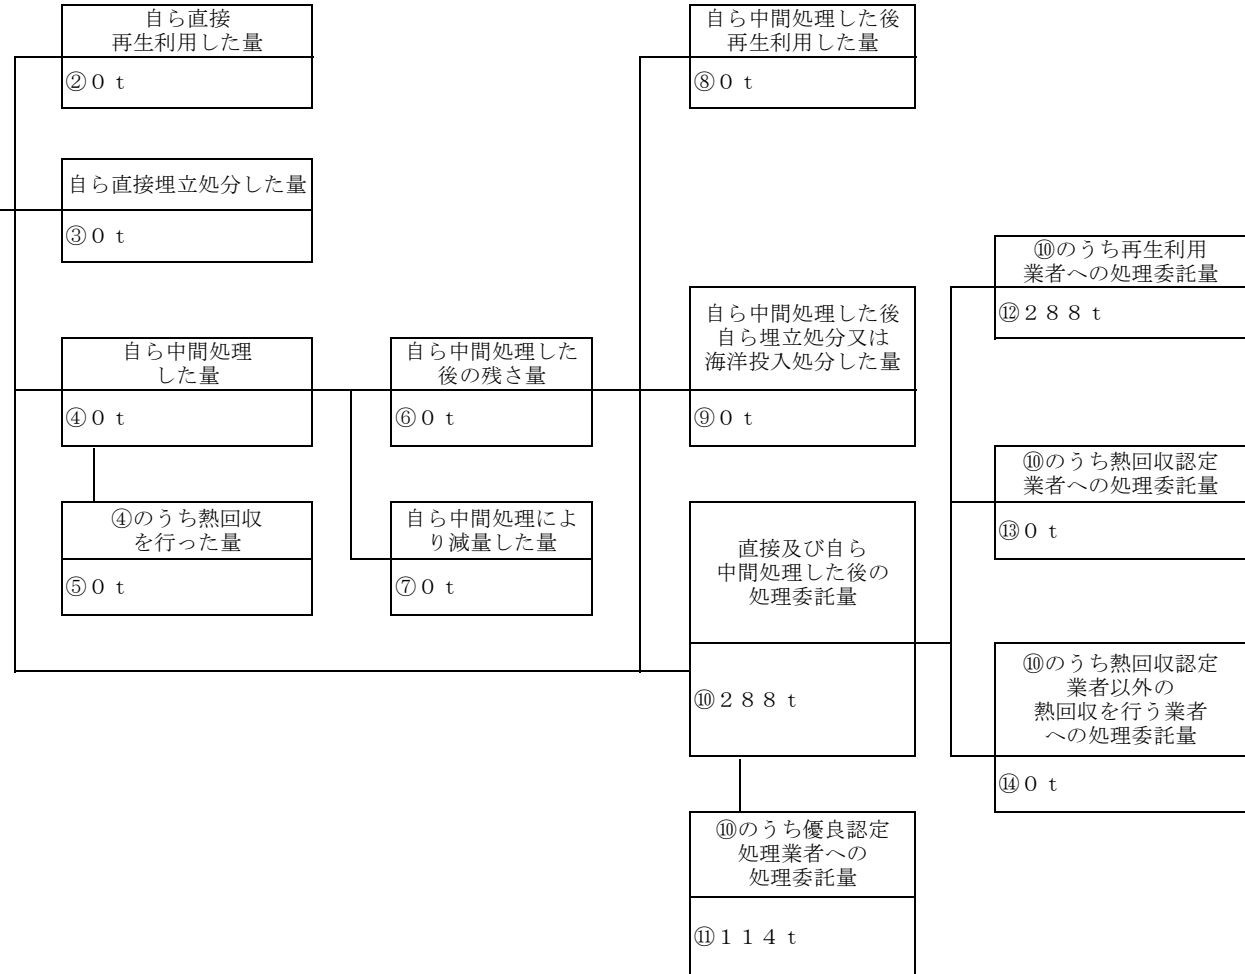 自ら直接
再生利用した量
②０ｔ
自ら直接埋立処分した量
③０ｔ
自ら中間処理
した量
④０ｔ
④のうち熱回収
を行った量
⑤０ｔ
自ら中間処理した
後の残さ量
⑥０ｔ
自ら中間処理によ
り減量した量
⑦０ｔ
自ら中間処理した後
再生利用した量
⑧０ｔ
自ら中間処理した後
自ら埋立処分又は
海洋投入処分した量
⑨０ｔ
直接及び自ら
中間処理した後の
処理委託量
⑩２８８ｔ
⑩のうち優良認定
処理業者への
処理委託量
⑪１１４ｔ
⑩のうち再生利用
業者への処理委託量
⑫２８８ｔ
⑩のうち熱回収認定
業者への処理委託量
⑬０ｔ
⑩のうち熱回収認定
業者以外の
熱回収を行う業者
への処理委託量
⑭０ｔ